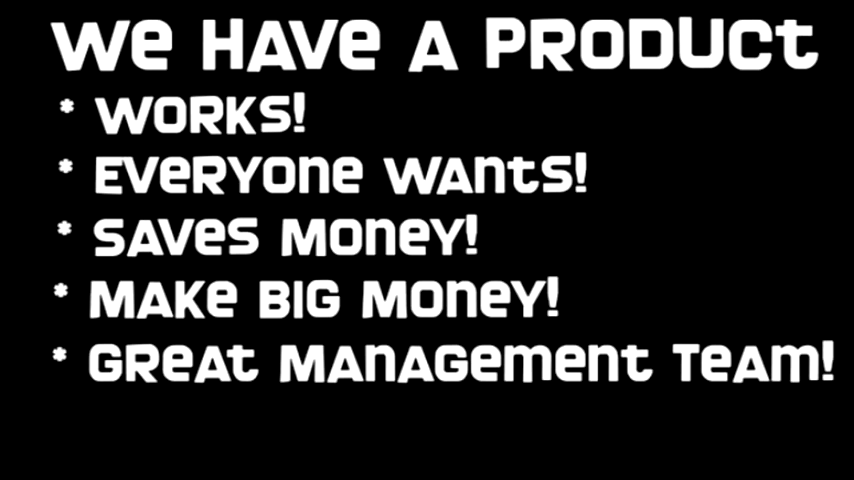 We Have A Product
* Works!
* Everyone Wants!
* Saves Money!
* Make Big Money!
* Great Management Team!